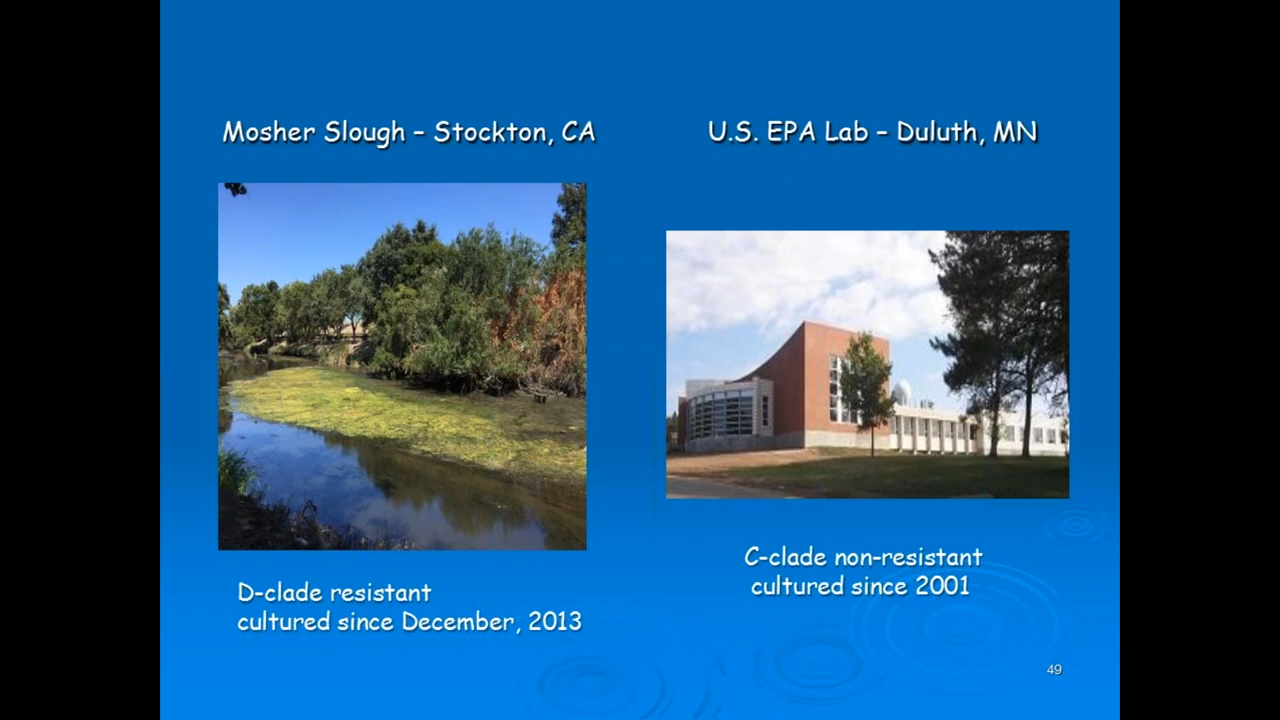 Mosher Slough – Stockton, CA
U.S. EPA Lab – Duluth, MN
D-clade resistant
cultured since December, 2013
C-clade non-resistant
cultured since 2001
49